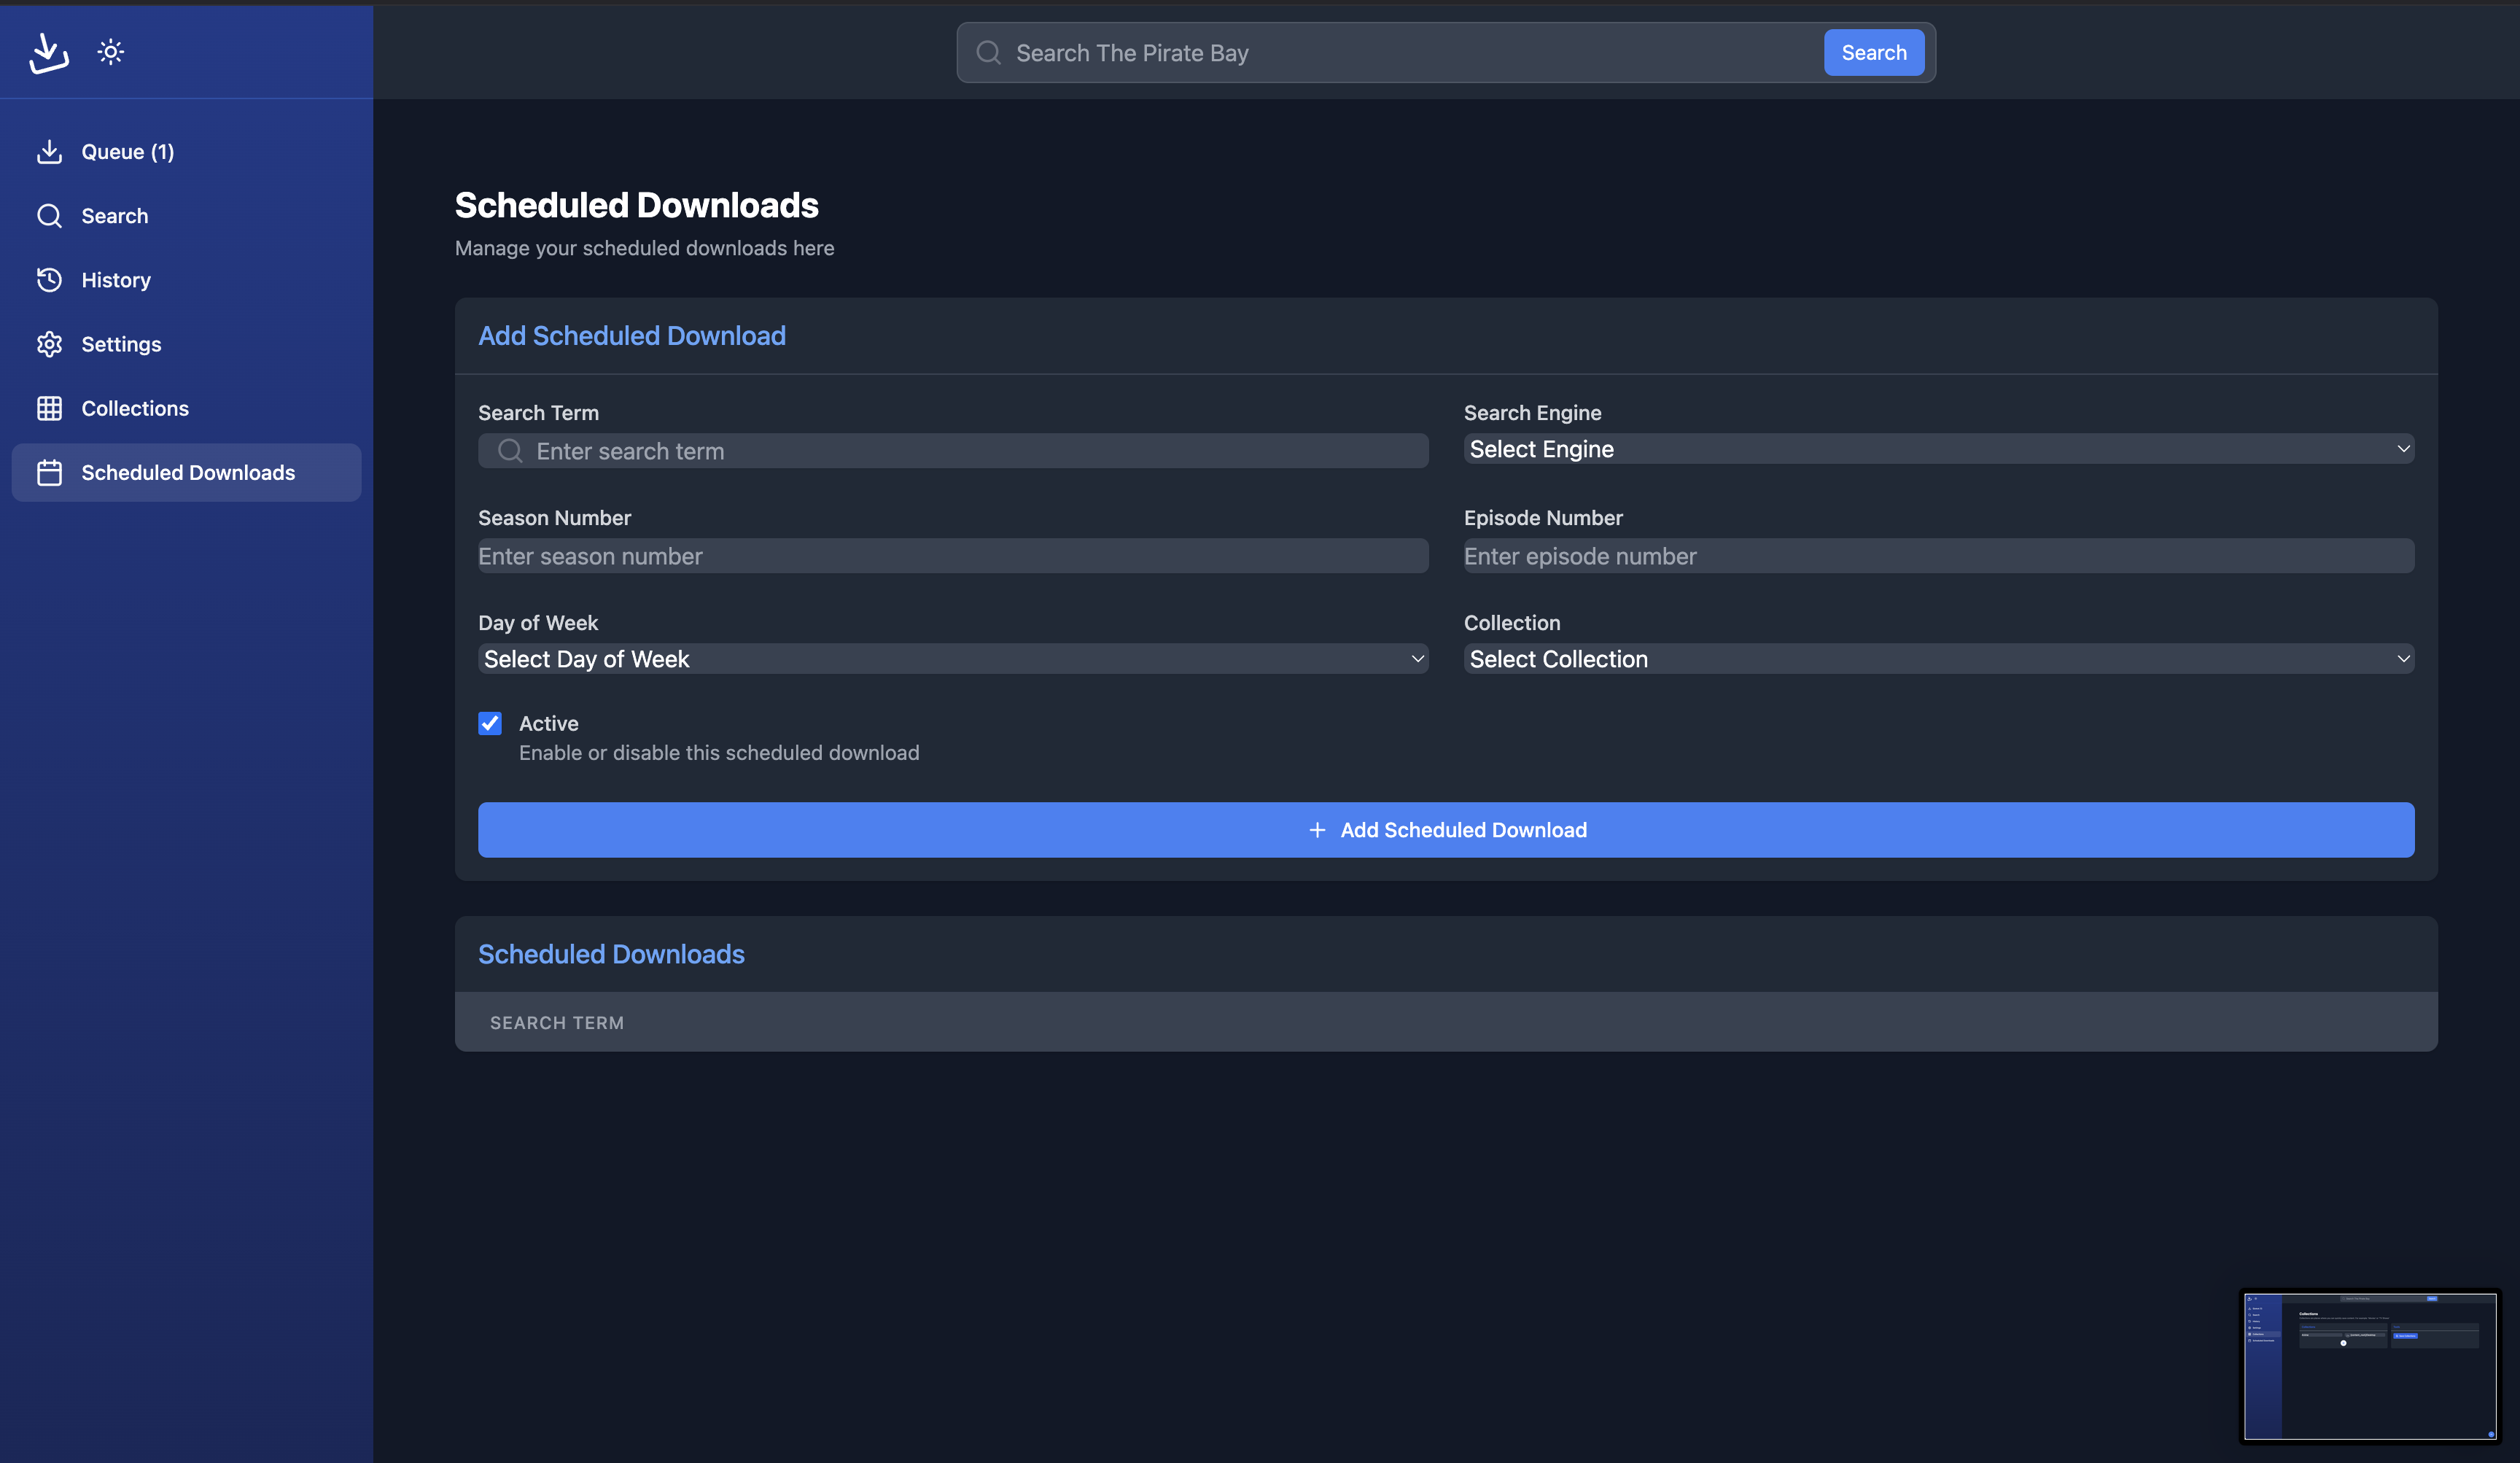 Search The Pirate Bay
Search
Queue (1)
Search
History
Settings
Collections
Scheduled Downloads
Scheduled Downloads
Manage your scheduled downloads here
Add Scheduled Download
Search Term
Enter search term
Search Engine
Select Engine
Season Number
Enter season number
Episode Number
Enter episode number
Day of Week
Select Day of Week
Collection
Select Collection
Active
Enable or disable this scheduled download
Add Scheduled Download
Scheduled Downloads
SEARCH TERM
Collections